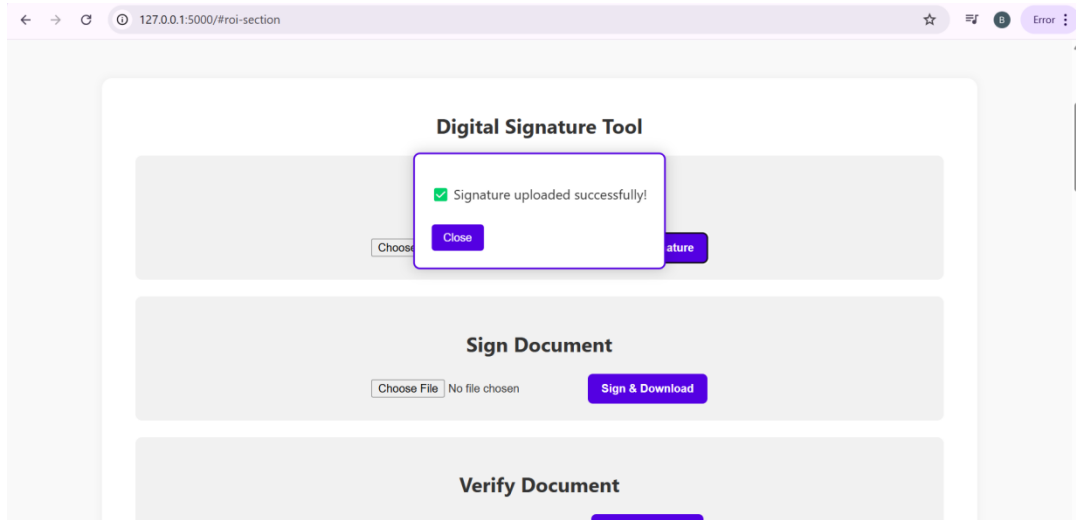 127.0.0.1:5000/#roi-section
B
Error
Digital Signature Tool
Signature uploaded successfully!
Close
Choose
ature
Sign Document
Choose File No file chosen Sign & Download
Verify Document